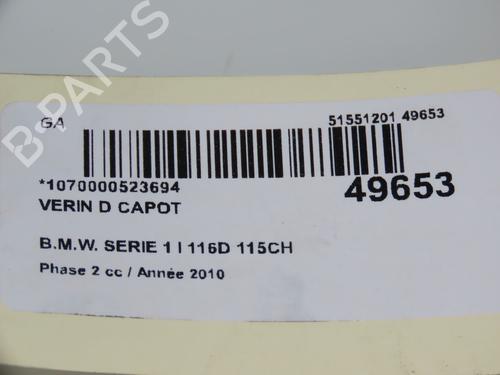 GA
51551201 49653
*1070000523694
49653
VERIN D CAPOT
B.M.W. SERIE 1 I 116D 115CH
Phase 2 cc / Année 2010
B-PARTS